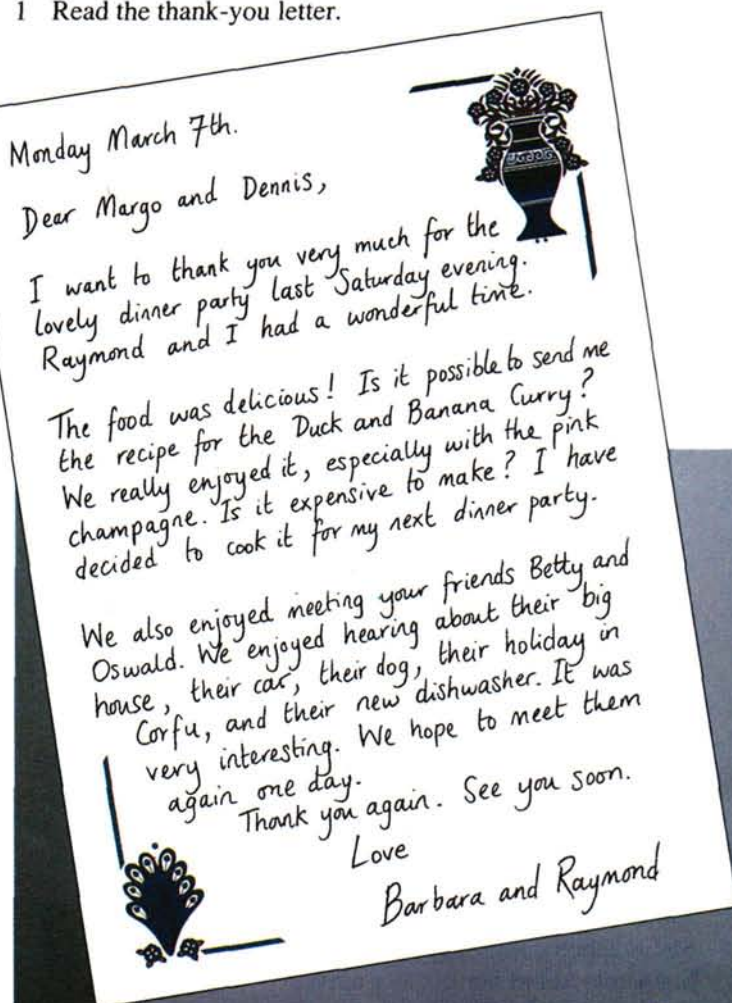 1 Read the thank-you letter.
Monday March 7th.
Dear Margo and Dennis,
I want to thank you very much for the
lovely dinner party last Saturday evening.
Raymond and I had a wonderful time.
The food was delicious! Is it possible to send me
the recipe for the Duck and Banana Curry?
We really enjoyed it, especially with the pink
champagne. Is it expensive to make? I have
decided to cook it for my next dinner party.
We also enjoyed meeting your friends Betty and
Oswald. We enjoyed hearing about their big
house, their car, their dog, their holiday in
Corfu, and their new dishwasher. It was
very interesting. We hope to meet them
again one day.
Thank you again. See you soon.
Love
Barbara and Raymond